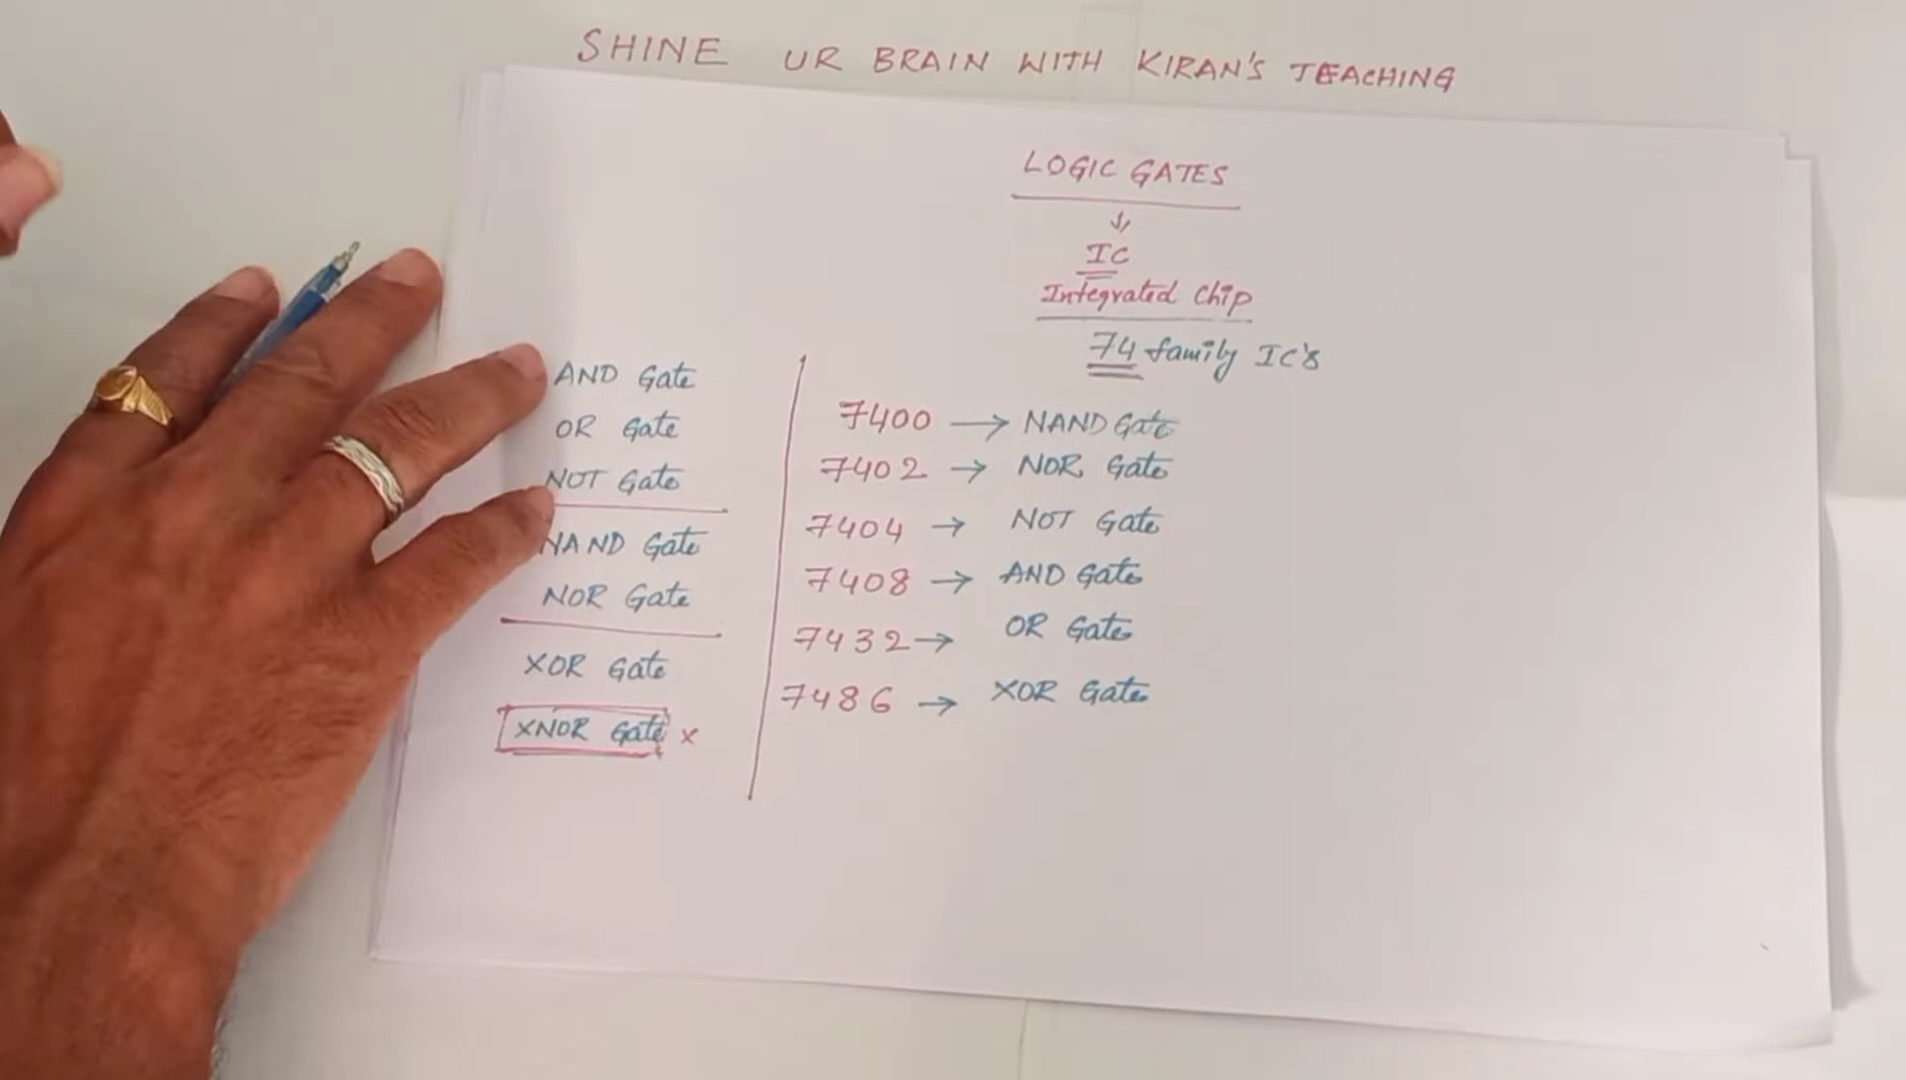 SHINE UR BRAIN WITH KIRAN'S TEACHING
LOGIC GATES
IC
Integrated Chip
74 family IC's
AND Gate
OR Gate
NOT Gate
NAND Gate
NOR Gate
XOR Gate
XNOR Gate x
7400 → NAND Gate
7402 → NOR Gate
7404 → NOT Gate
7408 → AND Gate
7432 → OR Gate
7486 → XOR Gate